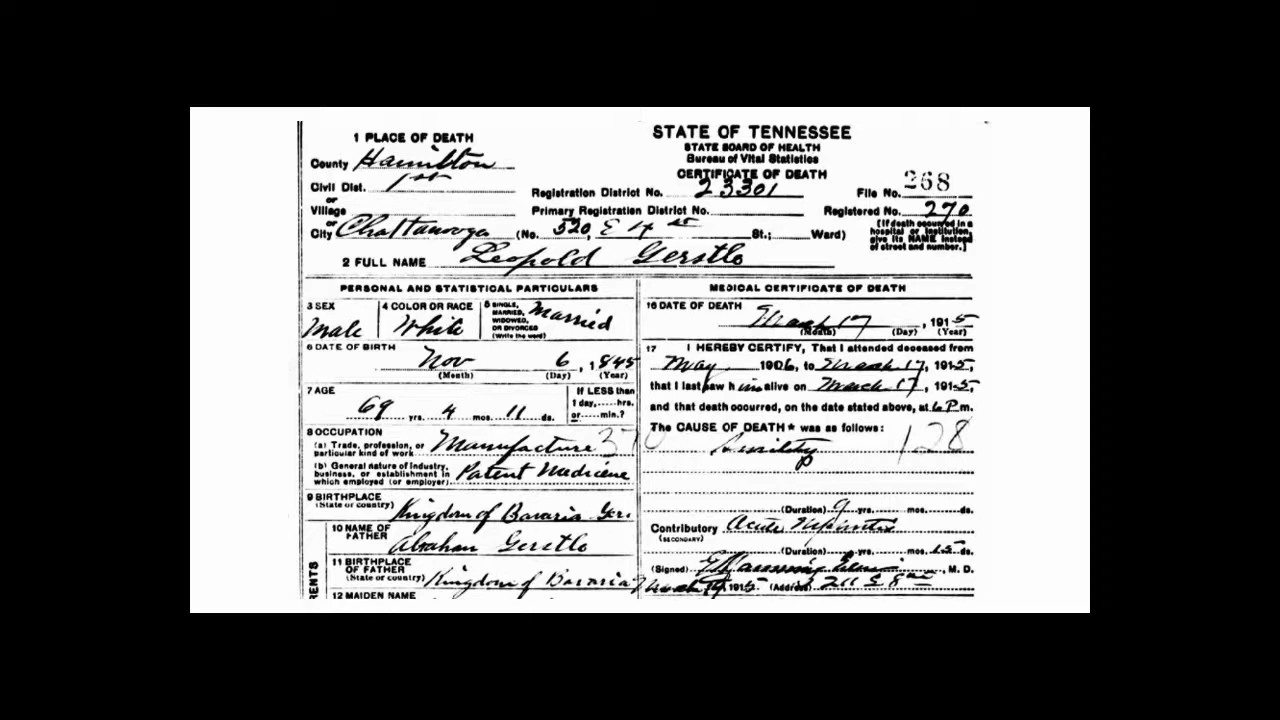 STATE OF TENNESSEE
STATE BOARD OF HEALTH
Bureau of Vital Statistics
CERTIFICATE OF DEATH
1 PLACE OF DEATH
County Hamilton
Civil Dist. 1st
or
Village
or
City Chattanooga (No. 520, E 4 st St.; Ward)
Registration District No. 23301
Primary Registration District No.
File No. 268
Registered No. 270
(If death occurred in a
hospital or institution,
give its NAME instead
of street and number.)
2 FULL NAME Leopold Gerstle
PERSONAL AND STATISTICAL PARTICULARS
3 SEX
Male
4 COLOR OR RACE
White
5 SINGLE,
MARRIED,
WIDOWED,
OR DIVORCED
(Write the word)
Married
6 DATE OF BIRTH
Nov 6, 1845
(Month) (Day) (Year)
7 AGE
69 yrs. 4 mos. 11 ds.
If LESS than
1 day, hrs.
or min.?
8 OCCUPATION
(a) Trade, profession, or
particular kind of work Manufacture
(b) General nature of industry,
business, or establishment in
which employed (or employer) Patent Medicine
9 BIRTHPLACE
(State or country) Kingdom of Bavaria Ger.
10 NAME OF
FATHER Abraham Gerstle
11 BIRTHPLACE
OF FATHER
(State or country) Kingdom of Bavaria
12 MAIDEN NAME
RENTS
MEDICAL CERTIFICATE OF DEATH
16 DATE OF DEATH
March 17, 1915
(Month) (Day) (Year)
17 I HEREBY CERTIFY, That I attended deceased from
May 1906, to March 17, 1915,
that I last saw him alive on March 17, 1915,
and that death occurred, on the date stated above, at 6 P m.
The CAUSE OF DEATH * was as follows:
128
Senility
(Duration) 9 yrs. mos. ds.
Contributory Acute Nephritis
(SECONDARY)
(Duration) yrs. mos. 15 ds.
(Signed) M. D.
1915 (Address) 211 E 8